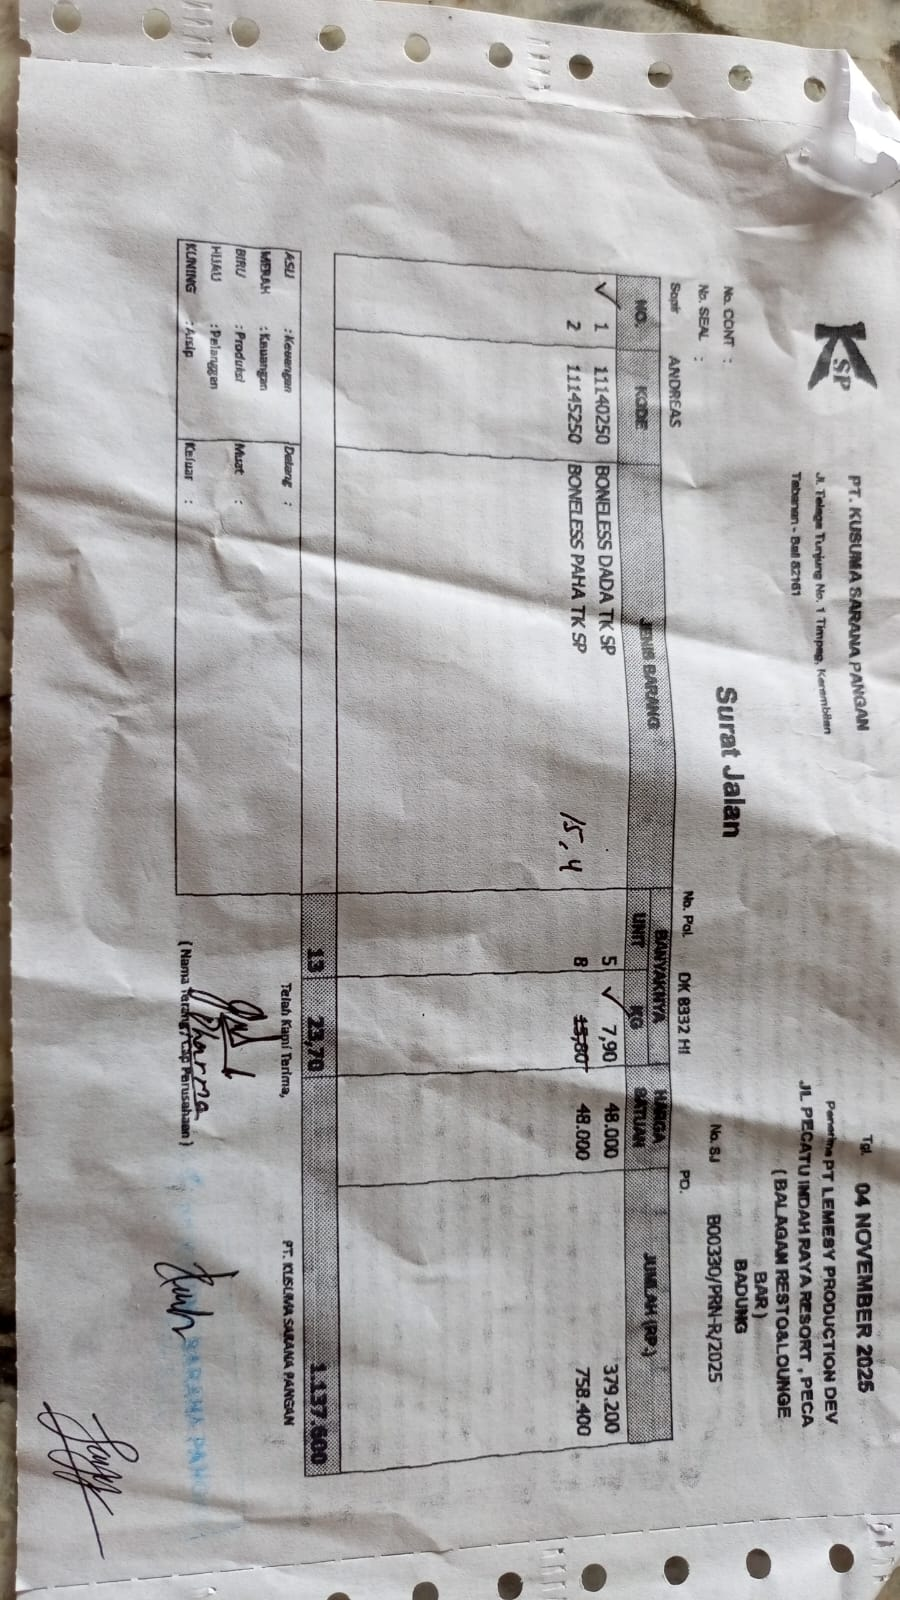 KSP
PT. KUSUMA SARANA PANGAN
Jl. Telaga Tunjung No. 1 Timpag, Kerambitan
Tabanan - Bali 82161
Tgl. 04 NOVEMBER 2025
Penerima PT LEMESY PRODUCTION DEV
JL PECATU INDAH RAYA RESORT , PECA
( BALAGAN RESTO&LOUNGE
BAR )
BADUNG
Surat Jalan
No. CONT :
No. SEAL :
No. SJ B00330/PRN-R/2025
Sopir ANDREAS
No. Pol. DK 8332 HI
PO.
NO. KODE JENIS BARANG BANYAKNYA HARGA SATUAN JUMLAH (RP.)
UNIT KG
✓ 1 11140250 BONELESS DADA TK SP 5 ✓ 7,90 48.000 379.200
2 11145250 BONELESS PAHA TK SP 15,4 8 15,80 48.000 758.400
13 23,70 1.137.600
ASLI : Keuangan
MERAH : Keuangan
BIRU : Produksi
HIJAU : Pelanggan
KUNING : Arsip
Datang :
Muat :
Keluar :
Telah Kami Terima,
Dharma
( Nama Terang / Cap Perusahaan )
PT. KUSUMA SARANA PANGAN
SARANA PANG